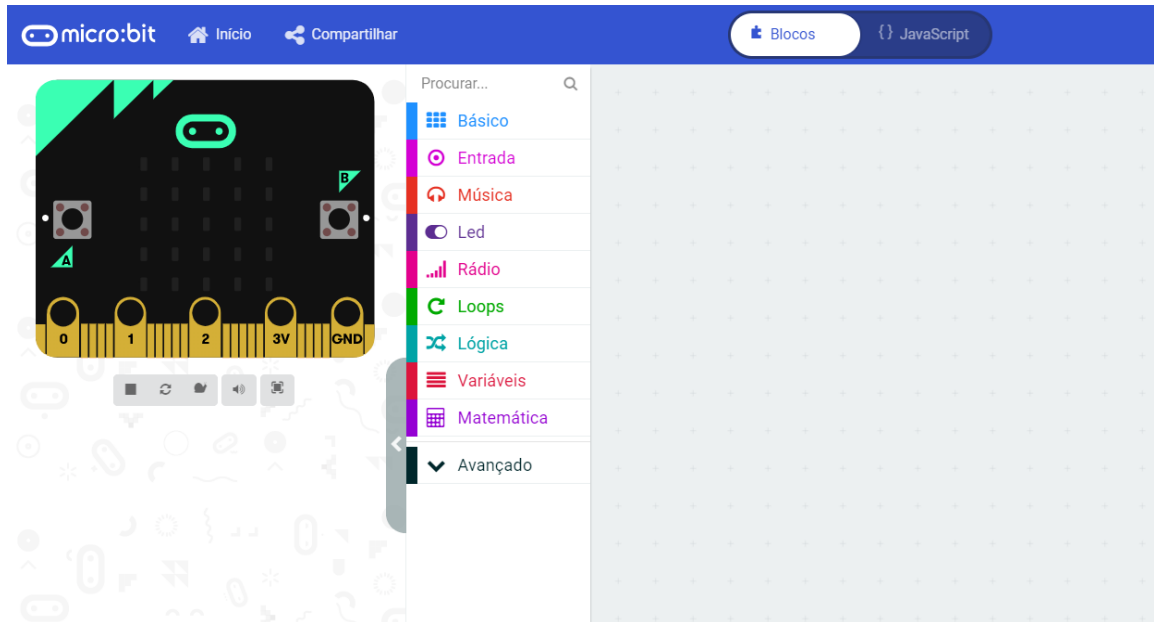 micro:bit Início Compartilhar Blocos {} JavaScript
Procurar...
Básico
Entrada
Música
Led
Rádio
Loops
Lógica
Variáveis
Matemática
Avançado
B
A
0 1 2 3V GND